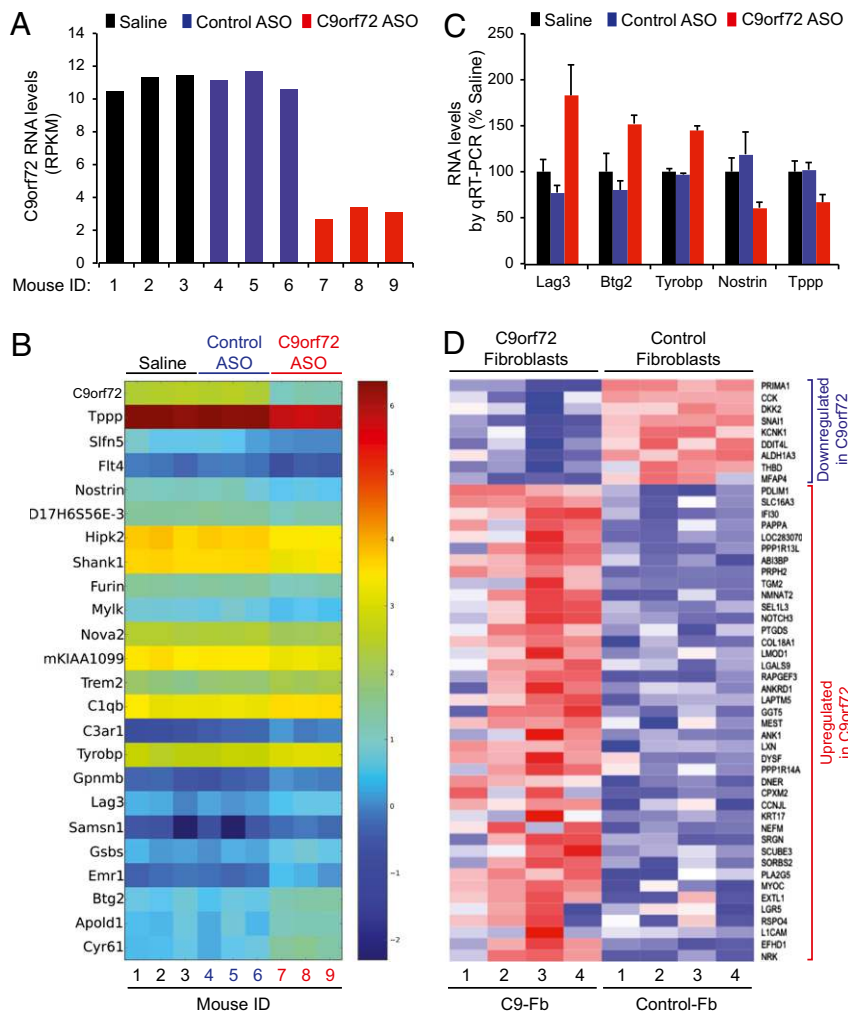 A
Saline Control ASO C9orf72 ASO
C9orf72 RNA levels
(RPKM)
14
12
10
8
6
4
2
0
Mouse ID: 1 2 3 4 5 6 7 8 9
C
Saline Control ASO C9orf72 ASO
RNA levels
by qRT-PCR (% Saline)
250
200
150
100
50
0
Lag3 Btg2 Tyrobp Nostrin Tppp
B
Saline
Control
ASO
C9orf72
ASO
C9orf72
Tppp
Slfn5
Flt4
Nostrin
D17H6S56E-3
Hipk2
Shank1
Furin
Mylk
Nova2
mKIAA1099
Trem2
C1qb
C3ar1
Tyrobp
Gpnmb
Lag3
Samsn1
Gsbs
Emr1
Btg2
Apold1
Cyr61
6
5
4
3
2
1
0
−1
−2
1 2 3 4 5 6 7 8 9
Mouse ID
D
C9orf72
Fibroblasts
Control
Fibroblasts
PRIMA1
CCK
DKK2
SNAI1
KCNK1
DDIT4L
ALDH1A3
THBD
MFAP4
PDLIM1
SLC16A3
IFI30
PAPPA
LOC283070
PPP1R13L
ABI3BP
PRPH2
TGM2
NMNAT2
SEL1L3
NOTCH3
PTGDS
COL18A1
LMOD1
LGALS9
RAPGEF3
ANKRD1
LAPTM5
GGT5
MEST
ANK1
LXN
DYSF
PPP1R14A
DNER
CPXM2
CCNJL
KRT17
NEFM
SRGN
SCUBE3
SORBS2
PLA2G5
MYOC
EXTL1
LGR5
RSPO4
L1CAM
EFHD1
NRK
Downregulated
in C9orf72
Upregulated
in C9orf72
1 2 3 4 1 2 3 4
C9-Fb Control-Fb